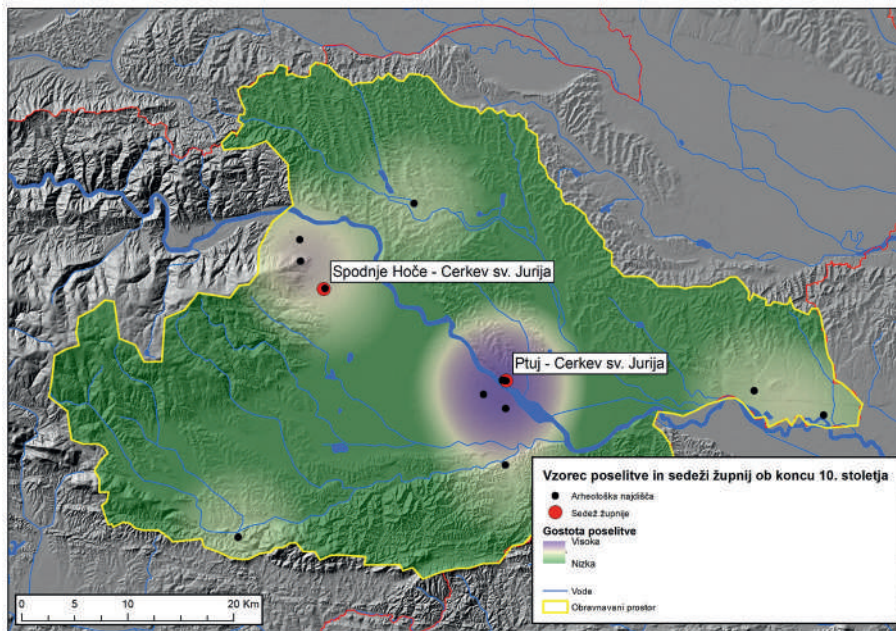 Spodnje Hoče - Cerkev sv. Jurija
Ptuj - Cerkev sv. Jurija
Vzorec poselitve in sedeži župnij ob koncu 10. stoletja
Arheološka najdišča
Sedež župnije
Gostota poselitve
Visoka
Nizka
Vode
Obravnavani prostor
0 5 10 20 Km